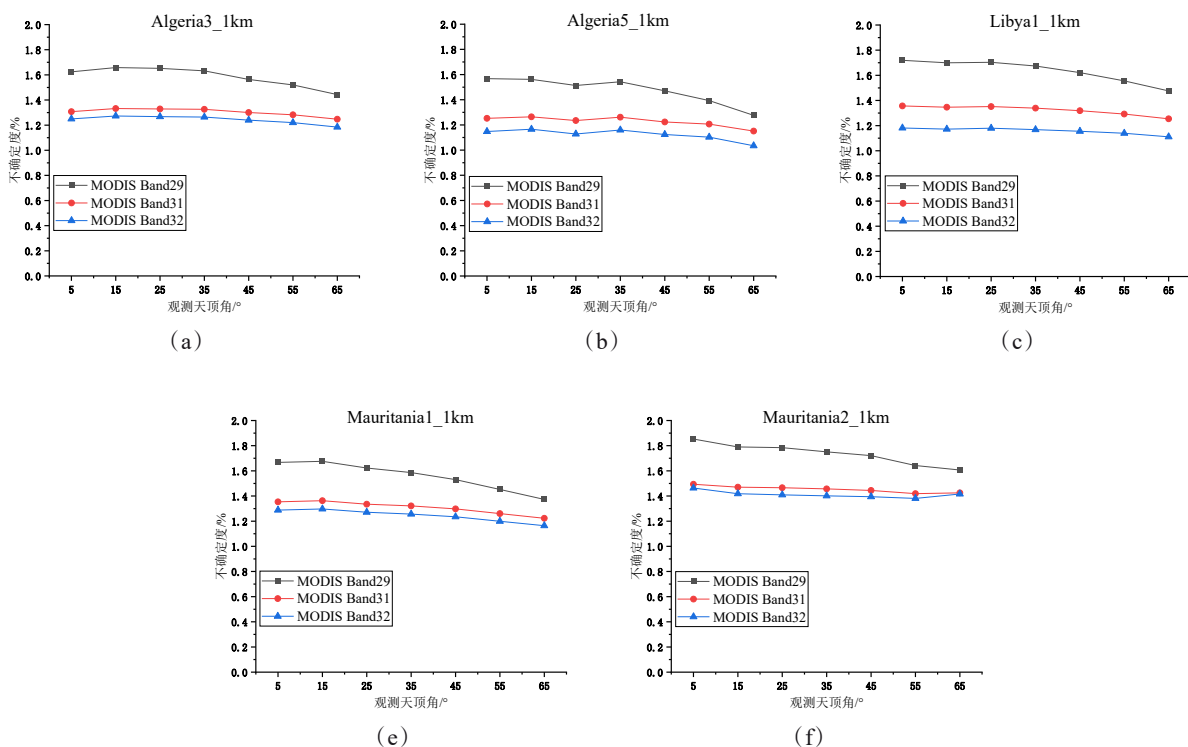 Algeria3_1km
2.0
1.8
1.6
1.4
1.2
1.0
0.8
0.6
0.4
0.2
0.0
不确定度/%
MODIS Band29
MODIS Band31
MODIS Band32
5 15 25 35 45 55 65
观测天顶角/°
(a)
Algeria5_1km
2.0
1.8
1.6
1.4
1.2
1.0
0.8
0.6
0.4
0.2
0.0
不确定度/%
MODIS Band29
MODIS Band31
MODIS Band32
5 15 25 35 45 55 65
观测天顶角/°
(b)
Libya1_1km
2.0
1.8
1.6
1.4
1.2
1.0
0.8
0.6
0.4
0.2
0.0
不确定度/%
MODIS Band29
MODIS Band31
MODIS Band32
5 15 25 35 45 55 65
观测天顶角/°
(c)
Mauritania1_1km
2.0
1.8
1.6
1.4
1.2
1.0
0.8
0.6
0.4
0.2
0.0
不确定度/%
MODIS Band29
MODIS Band31
MODIS Band32
5 15 25 35 45 55 65
观测天顶角/°
(e)
Mauritania2_1km
2.0
1.8
1.6
1.4
1.2
1.0
0.8
0.6
0.4
0.2
0.0
不确定度/%
MODIS Band29
MODIS Band31
MODIS Band32
5 15 25 35 45 55 65
观测天顶角/°
(f)